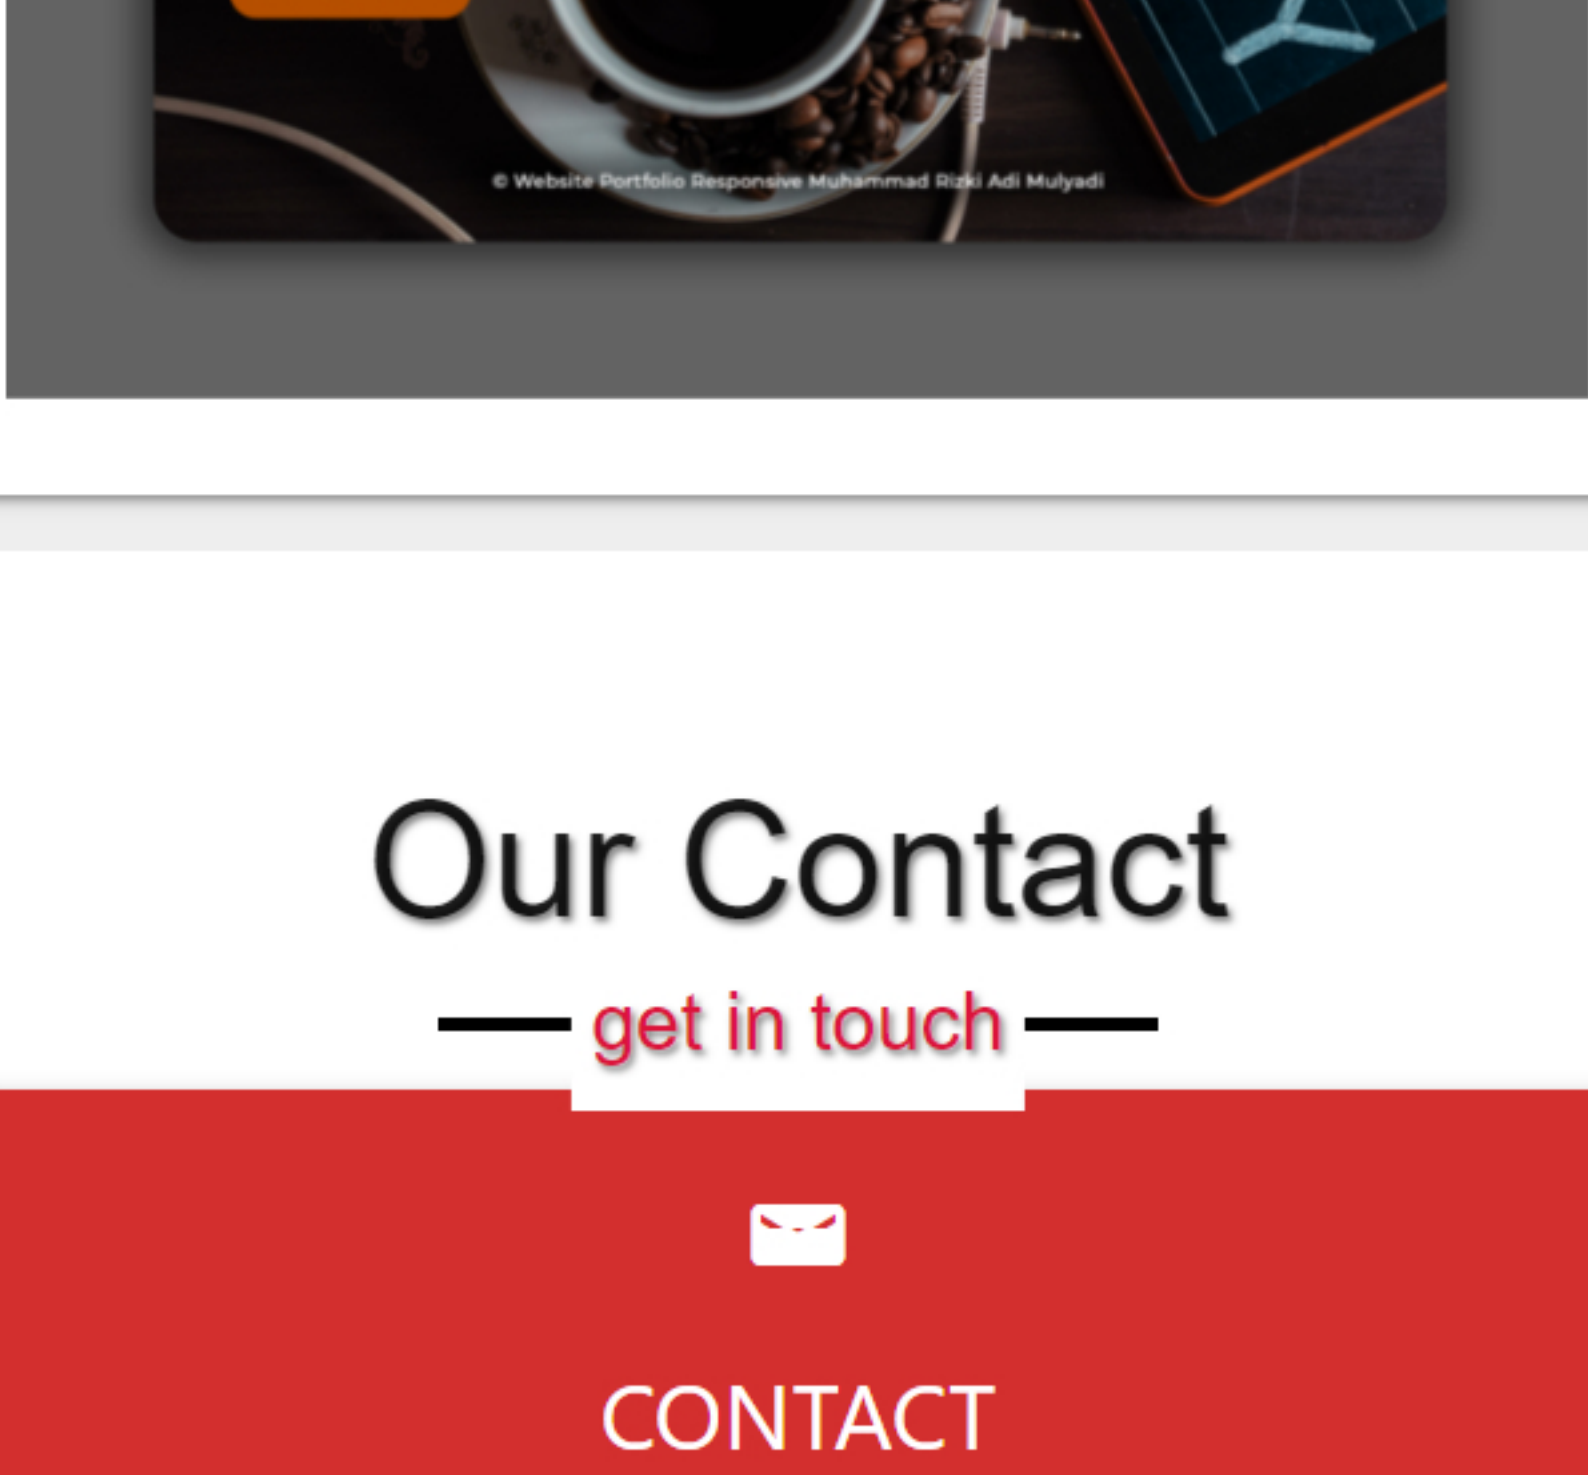 © Website Portfolio Responsive Muhammad Rizki Adi Mulyadi
Our Contact
get in touch
CONTACT